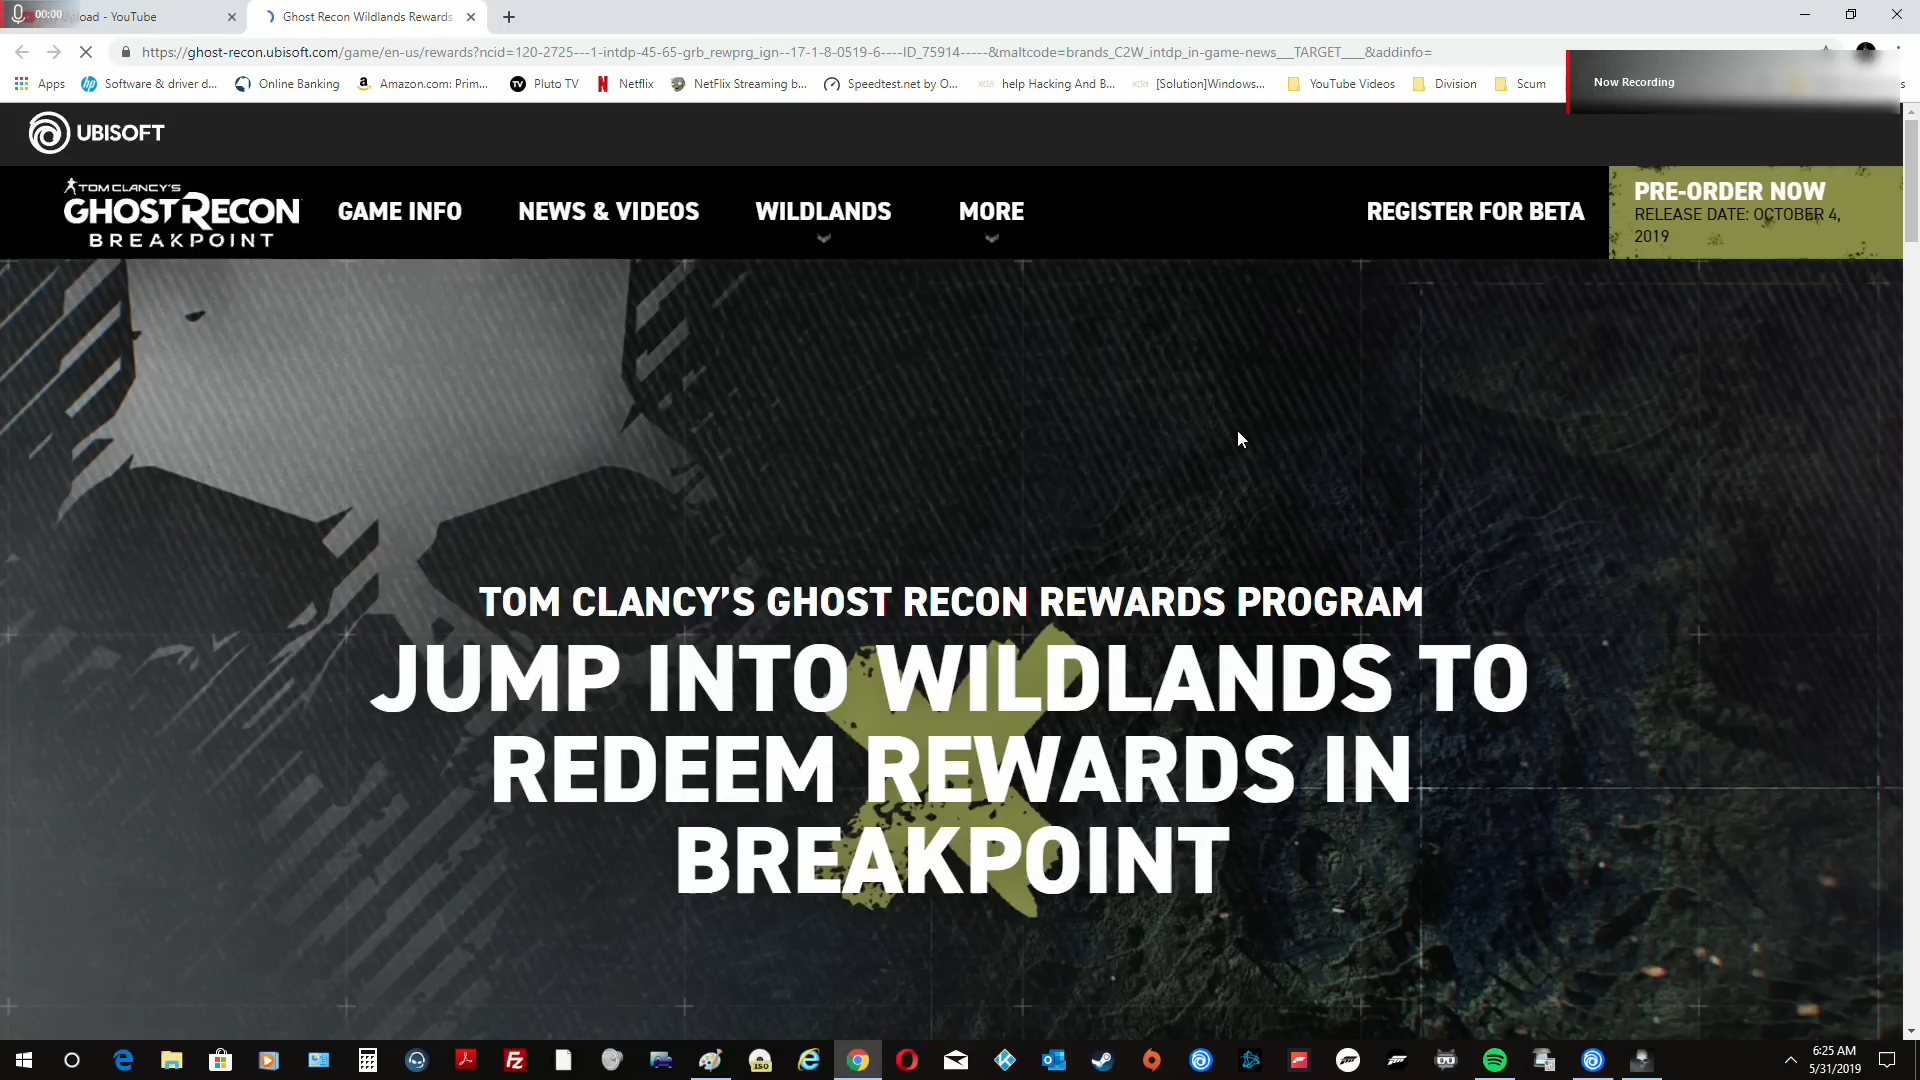 00:00
pload - YouTube
Ghost Recon Wildlands Rewards
https://ghost-recon.ubisoft.com/game/en-us/rewards?ncid=120-2725---1-intdp-45-65-grb_rewprg_ign--17-1-8-0519-6----ID_75914-----&maltcode=brands_C2W_intdp_in-game-news___TARGET____&addinfo=
Apps
Software & driver d...
Online Banking
Amazon.com: Prim...
Pluto TV
Netflix
NetFlix Streaming b...
Speedtest.net by O...
help Hacking And B...
[Solution]Windows...
YouTube Videos
Division
Scum
Now Recording
UBISOFT
TOM CLANCY'S
GHOST RECON
BREAKPOINT
GAME INFO
NEWS & VIDEOS
WILDLANDS
MORE
REGISTER FOR BETA
PRE-ORDER NOW
RELEASE DATE: OCTOBER 4,
2019
TOM CLANCY’S GHOST RECON REWARDS PROGRAM
JUMP INTO WILDLANDS TO
REDEEM REWARDS IN
BREAKPOINT
6:25 AM
5/31/2019